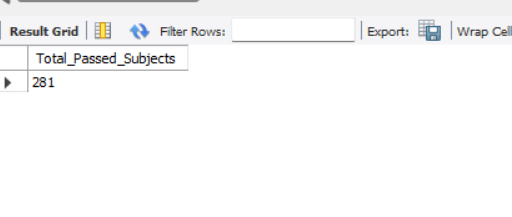 Result Grid Filter Rows: Export: Wrap Cell
Total_Passed_Subjects
281